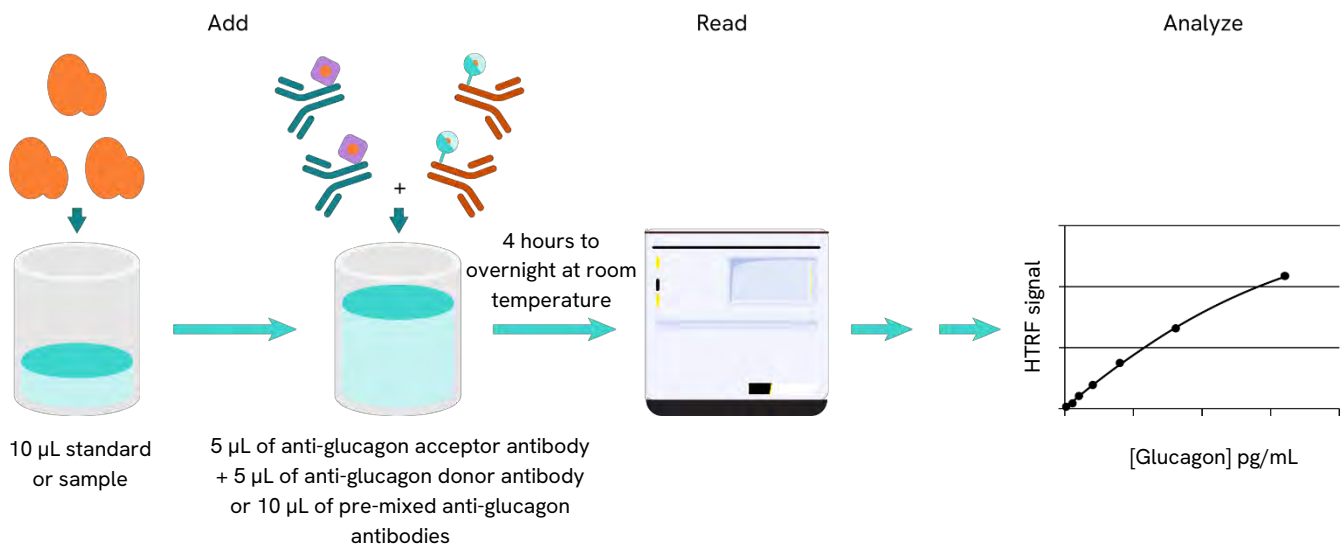 Add
Read
Analyze
+
4 hours to
overnight at room
temperature
HTRF signal
10 µL standard
or sample
5 µL of anti-glucagon acceptor antibody
+ 5 µL of anti-glucagon donor antibody
or 10 µL of pre-mixed anti-glucagon
antibodies
[Glucagon] pg/mL